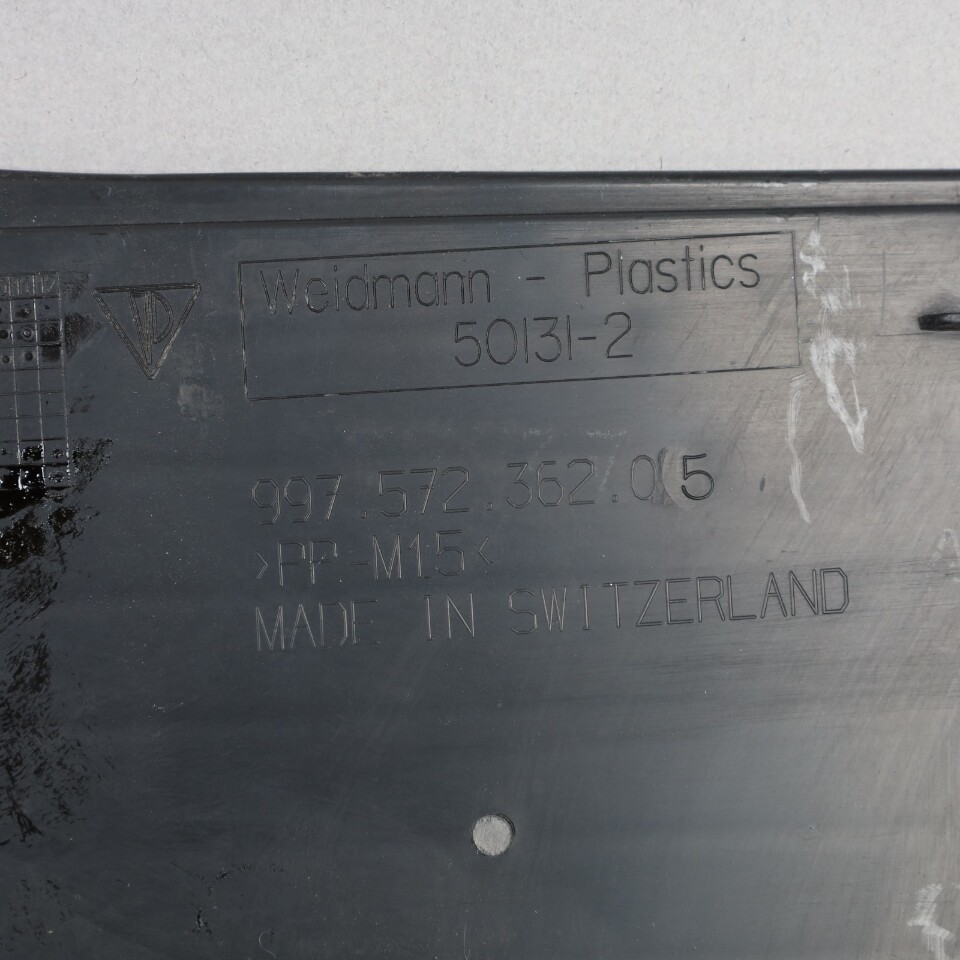 Weidmann - Plastics
50131-2
997.572.362.05
>PP-M15<
MADE IN SWITZERLAND